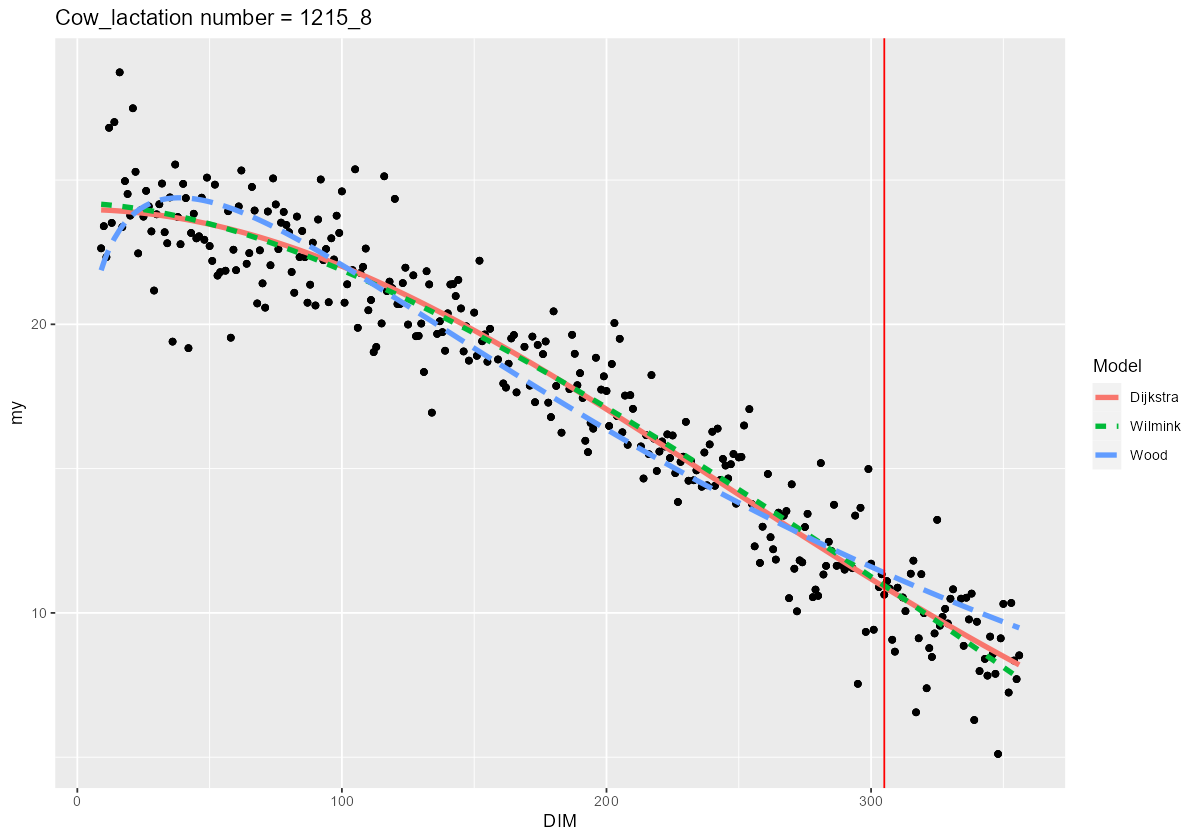 Cow_lactation number = 1215_8
my
20
10
0
100
200
300
DIM
Model
Dijkstra
Wilmink
Wood